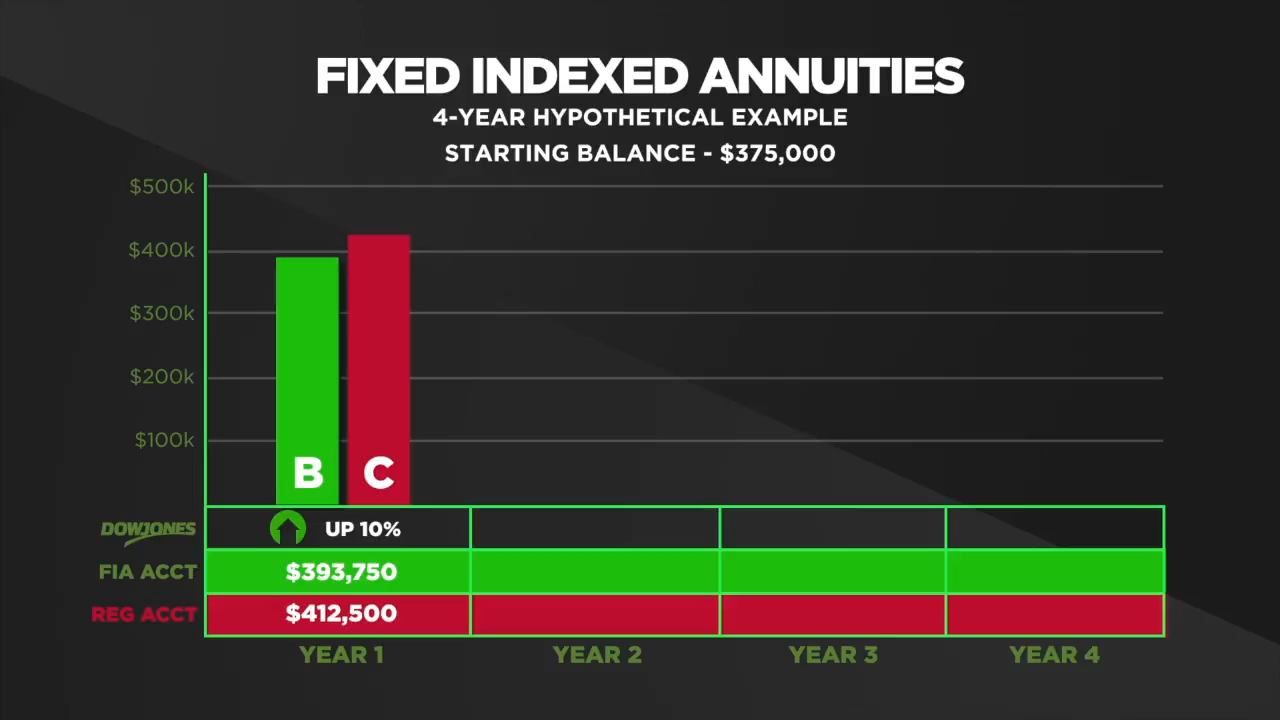 FIXED INDEXED ANNUITIES
4-YEAR HYPOTHETICAL EXAMPLE
STARTING BALANCE - $375,000
$500k
$400k
$300k
$200k
$100k
B C
DOWJONES UP 10%
FIA ACCT $393,750
REG ACCT $412,500
YEAR 1 YEAR 2 YEAR 3 YEAR 4